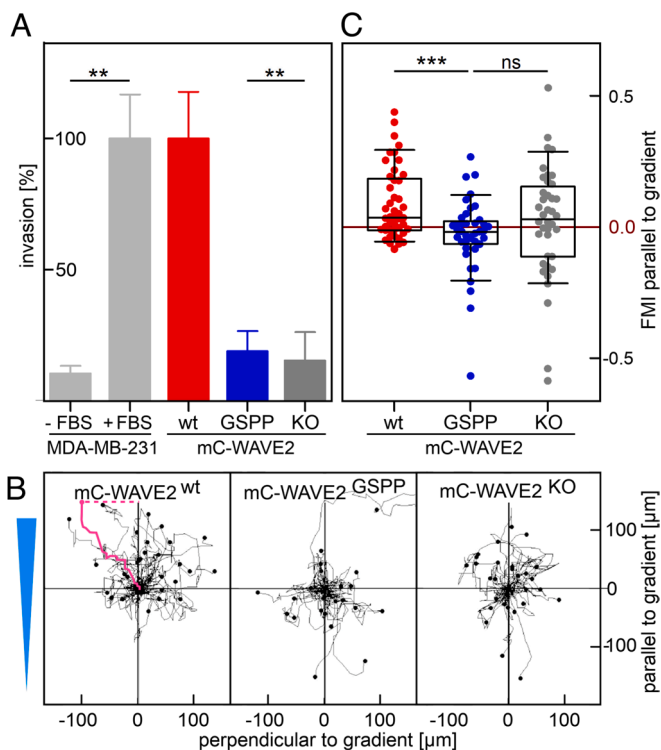 A
**
**
100
50
invasion [%]
- FBS
+FBS
wt
GSPP
KO
MDA-MB-231
mC-WAVE2
C
***
ns
0.5
0.0
-0.5
FMI parallel to gradient
wt
GSPP
KO
mC-WAVE2
B
mC-WAVE2 wt
mC-WAVE2 GSPP
mC-WAVE2 KO
100
0
-100
parallel to gradient [µm]
-100
0
100
-100
0
100
-100
0
100
perpendicular to gradient [µm]